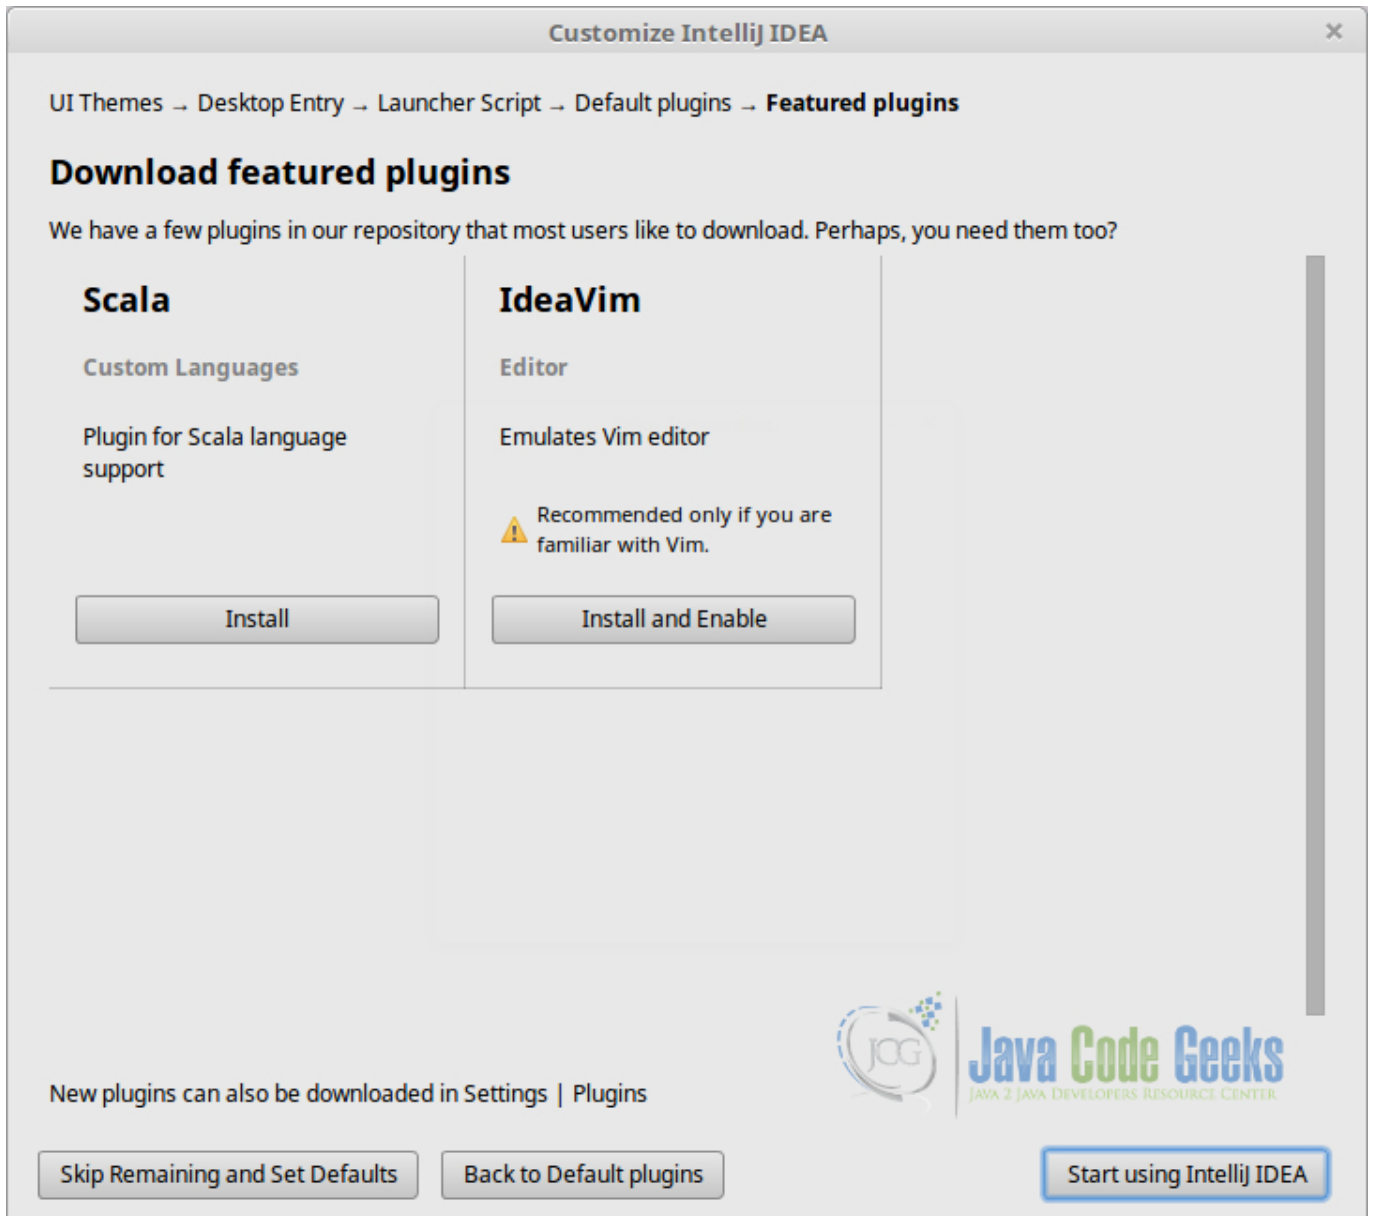 Customize IntelliJ IDEA
UI Themes → Desktop Entry → Launcher Script → Default plugins → Featured plugins
Download featured plugins
We have a few plugins in our repository that most users like to download. Perhaps, you need them too?
Scala
Custom Languages
Plugin for Scala language
support
Install
IdeaVim
Editor
Emulates Vim editor
Recommended only if you are
familiar with Vim.
Install and Enable
JCG
Java Code Geeks
JAVA 2 JAVA DEVELOPERS RESOURCE CENTER
New plugins can also be downloaded in Settings | Plugins
Skip Remaining and Set Defaults
Back to Default plugins
Start using IntelliJ IDEA